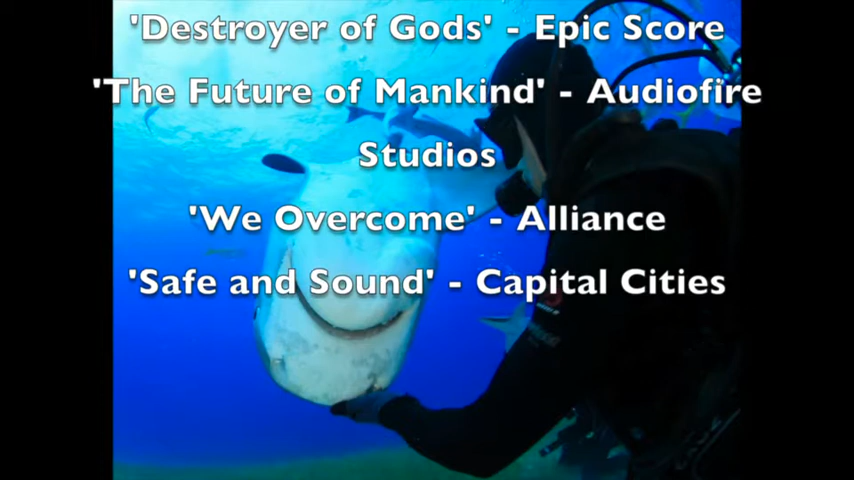 'Destroyer of Gods' - Epic Score
'The Future of Mankind' - Audiofire
Studios
'We Overcome' - Alliance
'Safe and Sound' - Capital Cities